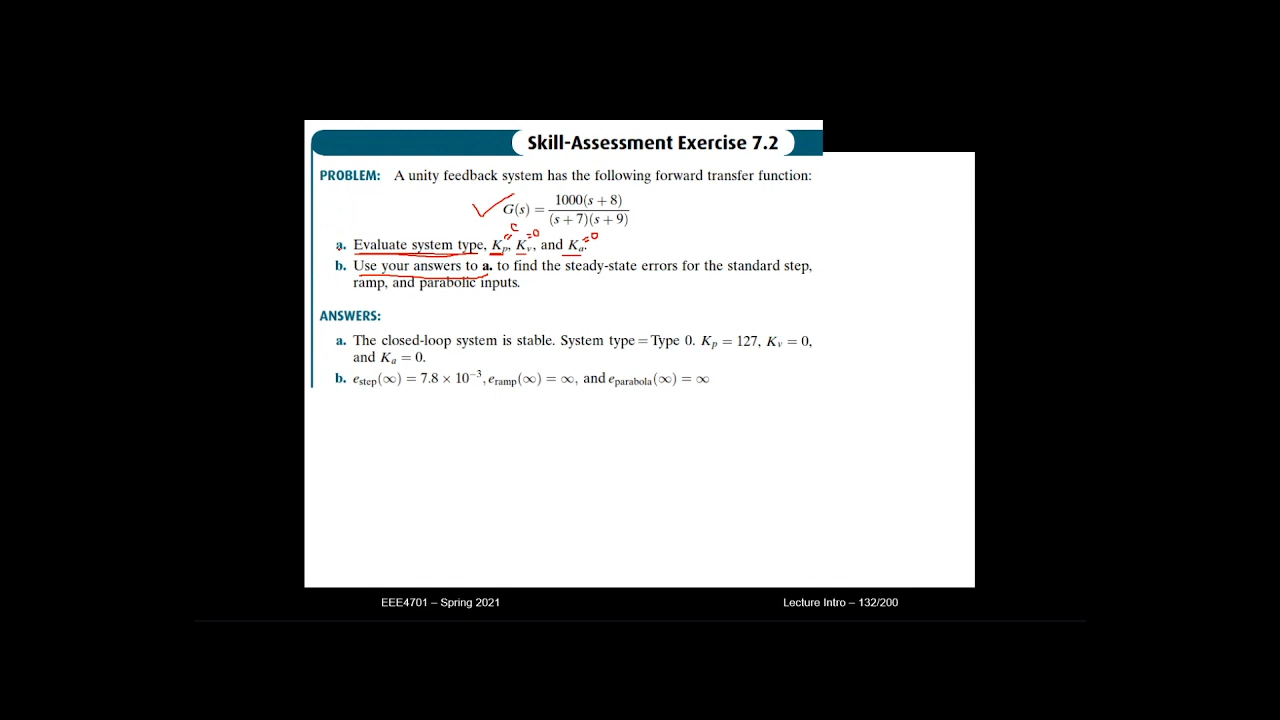 Skill-Assessment Exercise 7.2
PROBLEM: A unity feedback system has the following forward transfer function:
G(s) = 1000(s + 8) / (s + 7)(s + 9)
= c =0 =0
a. Evaluate system type, Kp, Kv, and Ka.
b. Use your answers to a. to find the steady-state errors for the standard step,
ramp, and parabolic inputs.
ANSWERS:
a. The closed-loop system is stable. System type = Type 0. Kp = 127, Kv = 0,
and Ka = 0.
b. estep(∞) = 7.8 × 10−3, eramp(∞) = ∞, and eparabola(∞) = ∞
EEE4701 – Spring 2021
Lecture Intro – 132/200